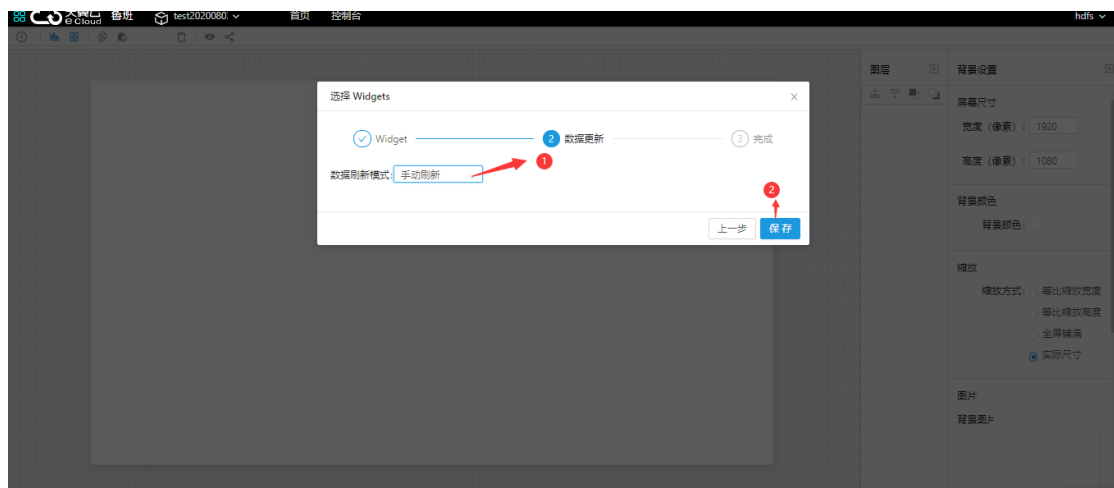 天翼云
e Cloud
鲁班
test2020080.
首页
控制台
hdfs
选择 Widgets
Widget
2
数据更新
3
完成
1
数据刷新模式:
手动刷新
2
上一步
保存
图层
背景设置
屏幕尺寸
宽度（像素）:
1920
高度（像素）:
1080
背景颜色
背景颜色:
缩放
缩放方式:
等比缩放宽度
等比缩放高度
全屏铺满
实际尺寸
图片
背景图片